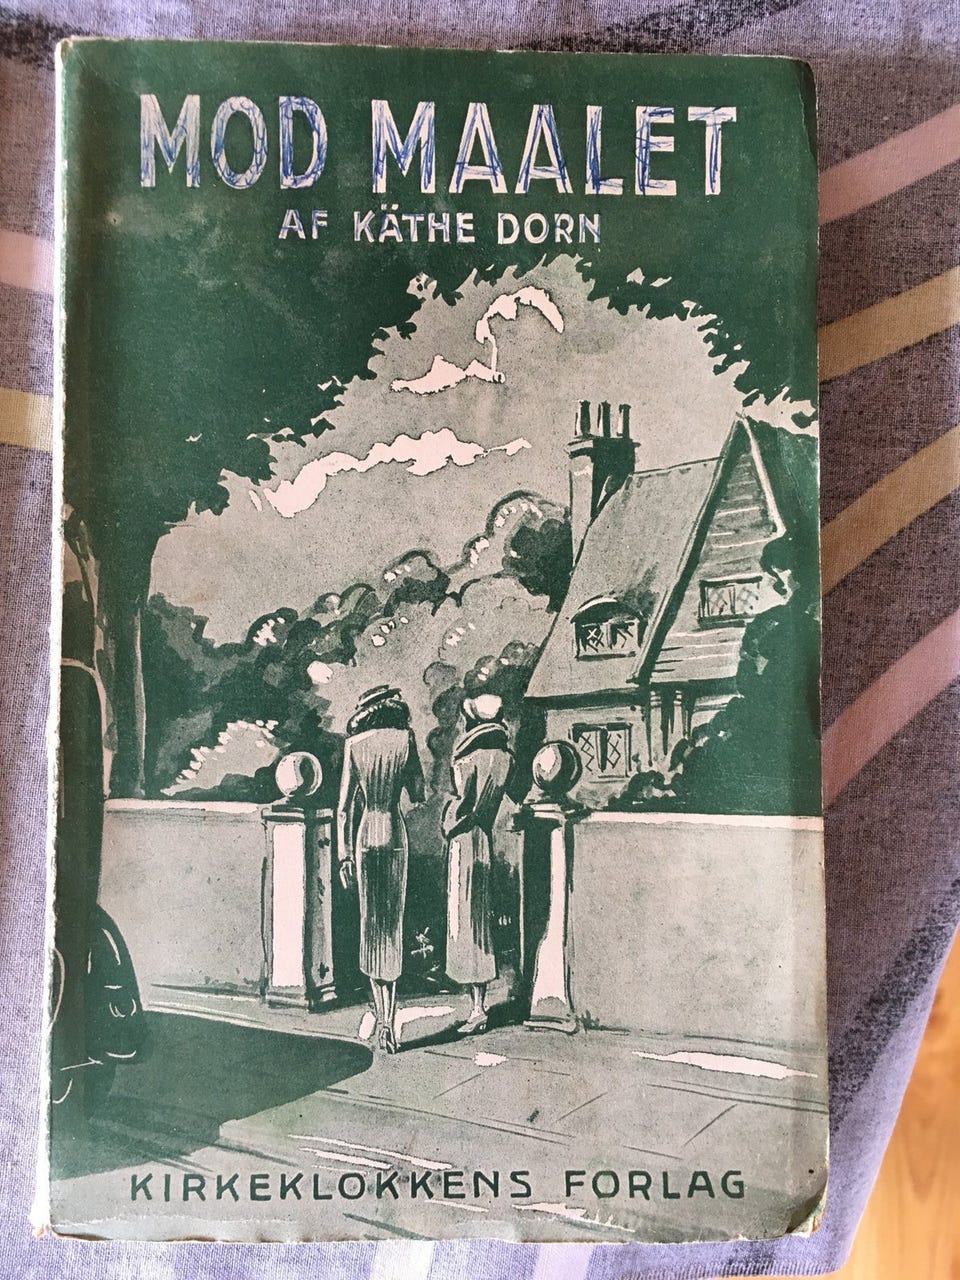 MOD MAALET
AF KÄTHE DORN
KIRKEKLOKKENS FORLAG